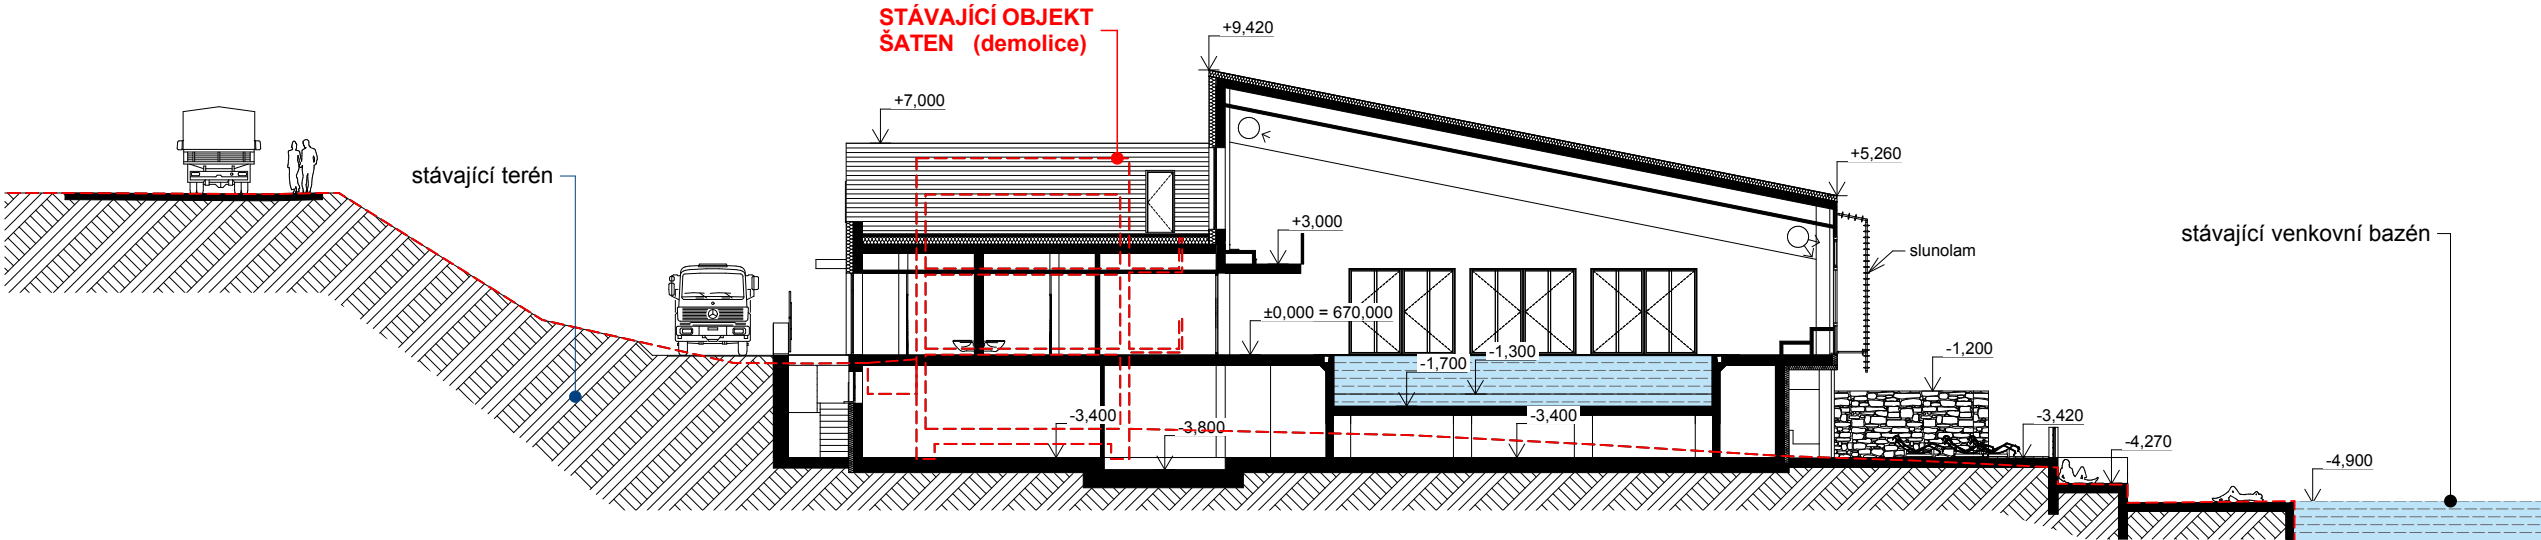 STÁVAJÍCÍ OBJEKT
ŠATEN (demolice)
+9,420
+7,000
stávající terén
+5,260
+3,000
slunolam
stávající venkovní bazén
±0,000 = 670,000
-1,300
-1,700
-1,200
-3,400
-3,800
-3,400
-3,420
-4,270
-4,900